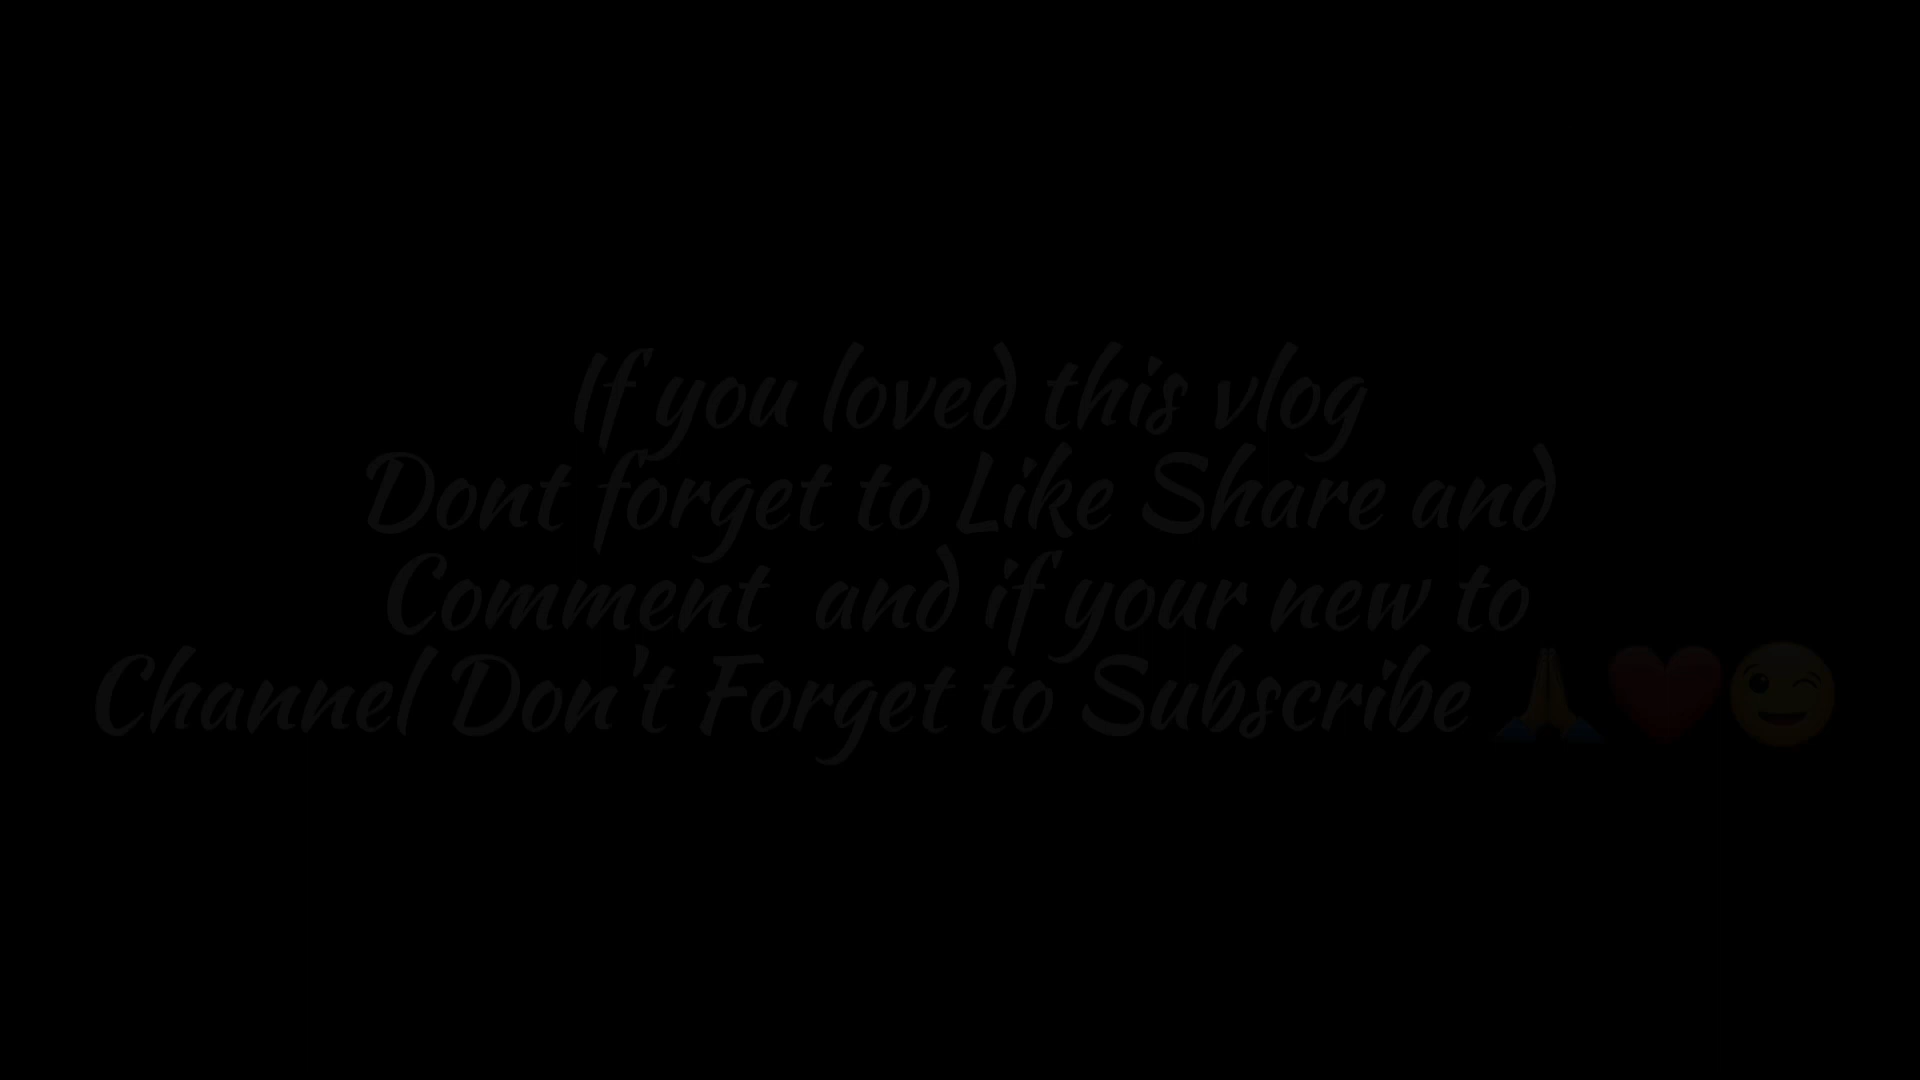 If you loved this vlog
Dont forget to Like Share and
Comment  and if your new to
Channel Don't Forget to Subscribe 🙏❤️😉